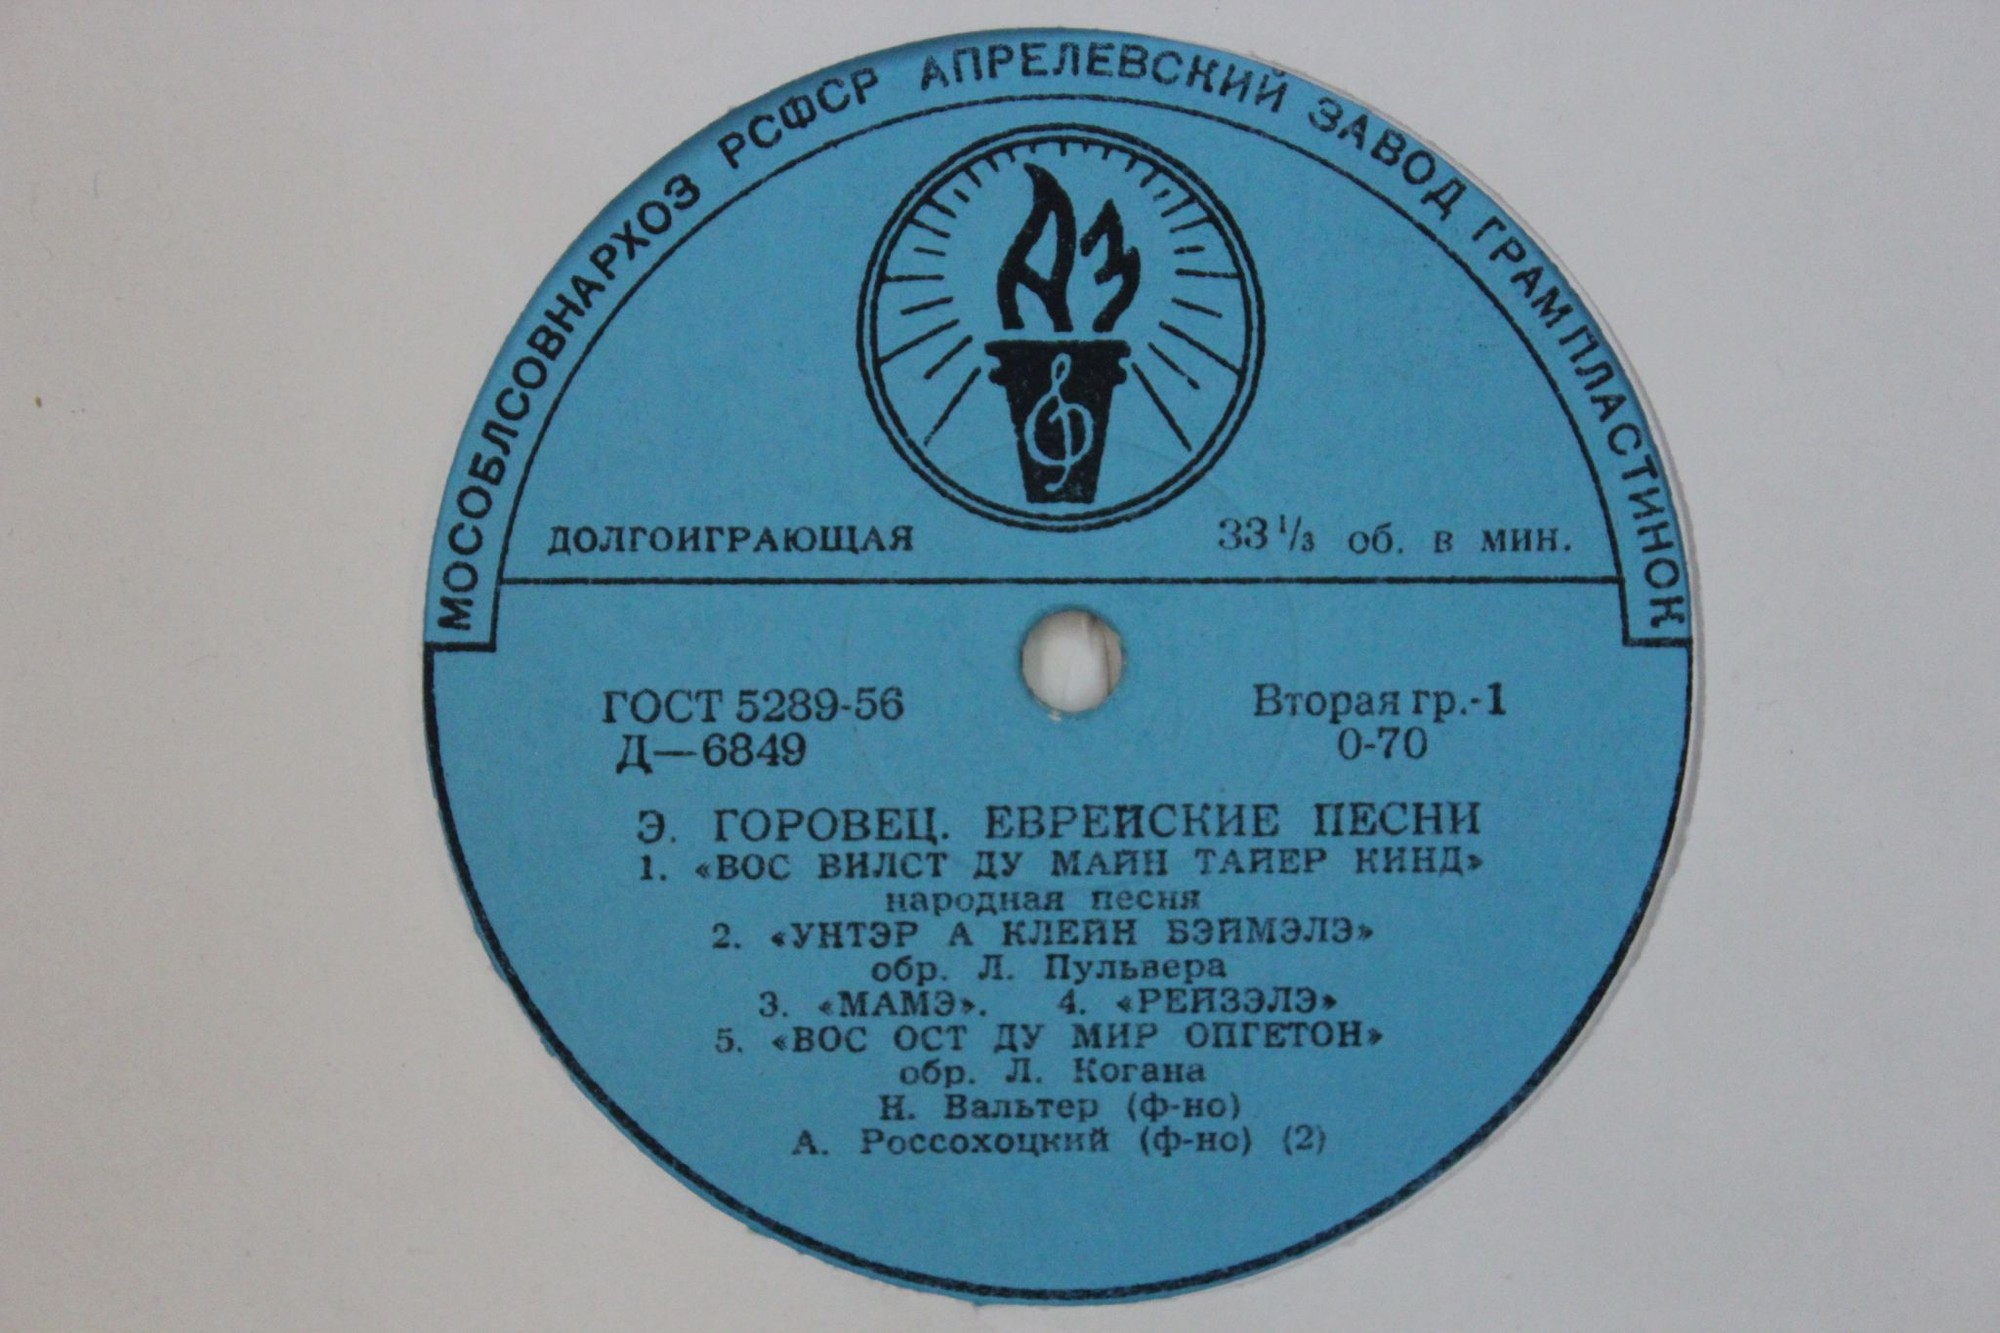 МОСОБЛСОВНАРХОЗ РСФСР АПРЕЛЕВСКИЙ ЗАВОД ГРАМПЛАСТИНОК
АЗ
ДОЛГОИГРАЮЩАЯ 33 1/3 об. в мин.
ГОСТ 5289-56 Вторая гр.-1
Д—6849 0-70
Э. ГОРОВЕЦ. ЕВРЕЙСКИЕ ПЕСНИ
1. «ВОС ВИЛСТ ДУ МАЙН ТАЙЕР КИНД»
народная песня
2. «УНТЭР А КЛЕЙН БЭЙМЭЛЭ»
обр. Л. Пульвера
3. «МАМЭ». 4. «РЕЙЗЭЛЭ»
5. «ВОС ОСТ ДУ МИР ОПГЕТОН»
обр. Л. Когана
Н. Вальтер (ф-но)
А. Россохоцкий (ф-но) (2)